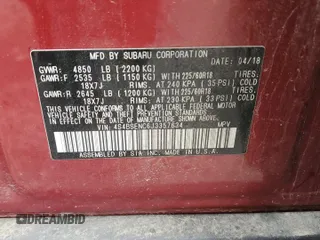 MFD. BY SUBARU CORPORATION 04/18
GVWR: 4850 LB (2200 KG)
GAWR:F 2535 LB (1150 KG) WITH 225/60R18 TIRES,
18X7J RIMS, AT 240 KPA (35 PSI) COLD
GAWR:R 2645 LB (1200 KG) WITH 225/60R18 TIRES,
18X7J RIMS, AT 230 KPA (33 PSI) COLD
THIS VEHICLE CONFORMS TO ALL APPLICABLE FEDERAL MOTOR
VEHICLE SAFETY, BUMPER, AND THEFT PREVENTION
STANDARDS IN EFFECT ON THE DATE OF MANUFACTURE SHOWN ABOVE.
VIN: 4S4BSENC6J3357634 MPV
ASSEMBLED BY SIA, INC. MADE IN U.S.A.
DREAMBID